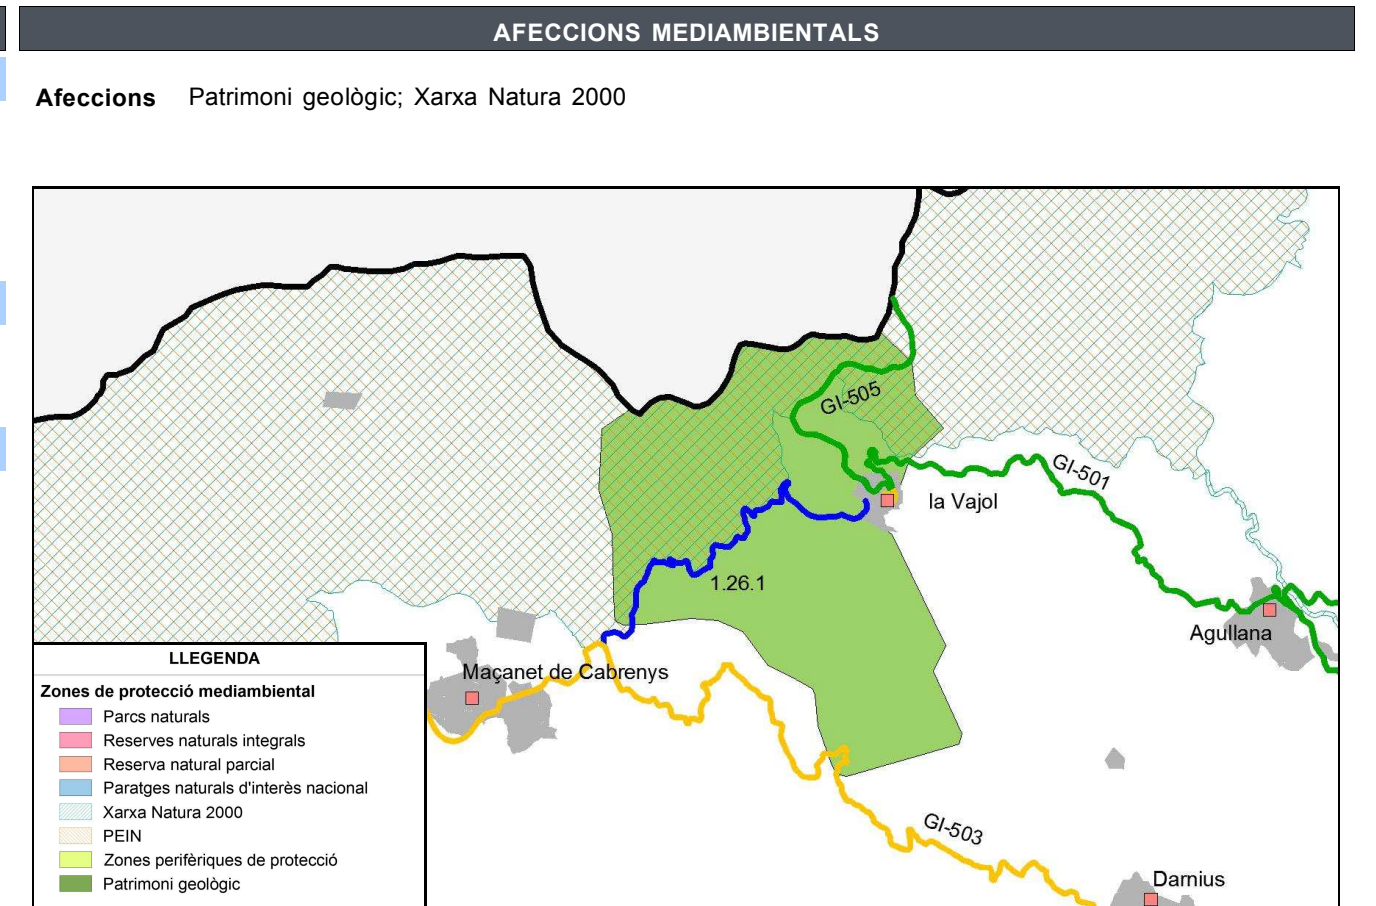 AFECCIONS MEDIAMBIENTALS
Afeccions Patrimoni geològic; Xarxa Natura 2000
GI-505
GI-501
la Vajol
1.26.1
Agullana
Maçanet de Cabrenys
GI-503
Darnius
LLEGENDA
Zones de protecció mediambiental
Parcs naturals
Reserves naturals integrals
Reserva natural parcial
Paratges naturals d'interès nacional
Xarxa Natura 2000
PEIN
Zones perifèriques de protecció
Patrimoni geològic